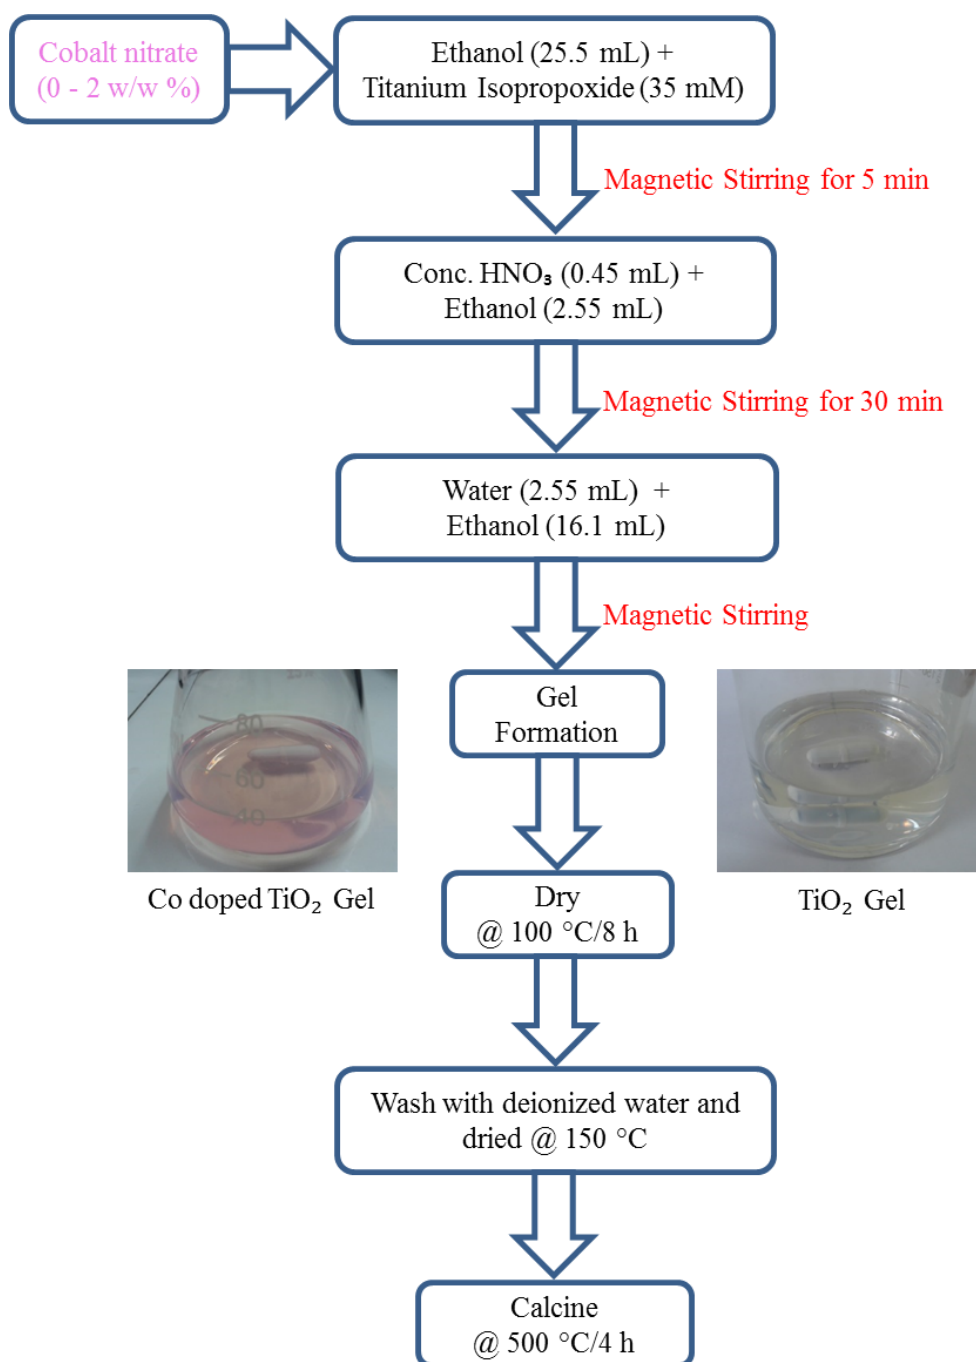 Cobalt nitrate
(0 - 2 w/w %)
Ethanol (25.5 mL) +
Titanium Isopropoxide (35 mM)
Magnetic Stirring for 5 min
Conc. HNO₃ (0.45 mL) +
Ethanol (2.55 mL)
Magnetic Stirring for 30 min
Water (2.55 mL) +
Ethanol (16.1 mL)
Magnetic Stirring
Gel
Formation
80
60
40
Co doped TiO₂ Gel
TiO₂ Gel
Dry
@ 100 °C/8 h
Wash with deionized water and
dried @ 150 °C
Calcine
@ 500 °C/4 h